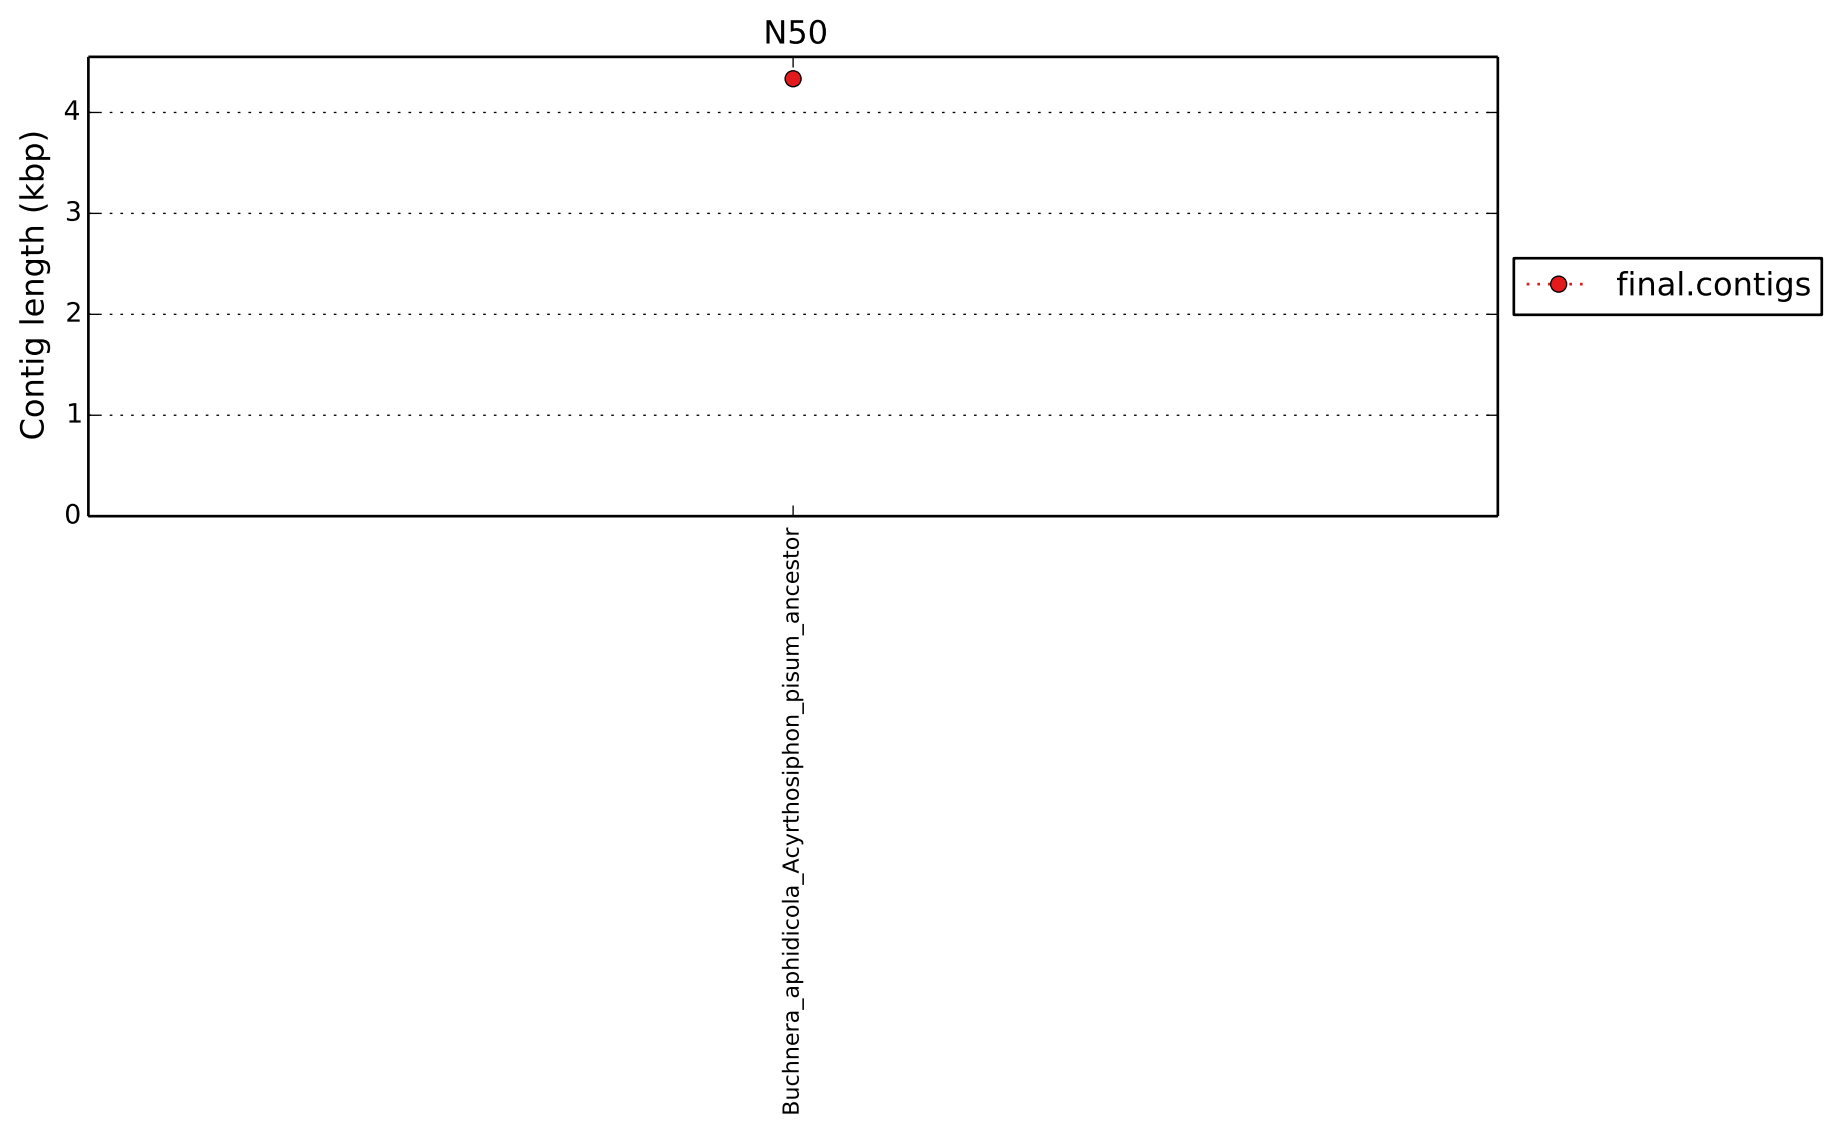 N50
Contig length (kbp)
4
3
2
1
0
final.contigs
Buchnera_aphidicola_Acyrthosiphon_pisum_ancestor